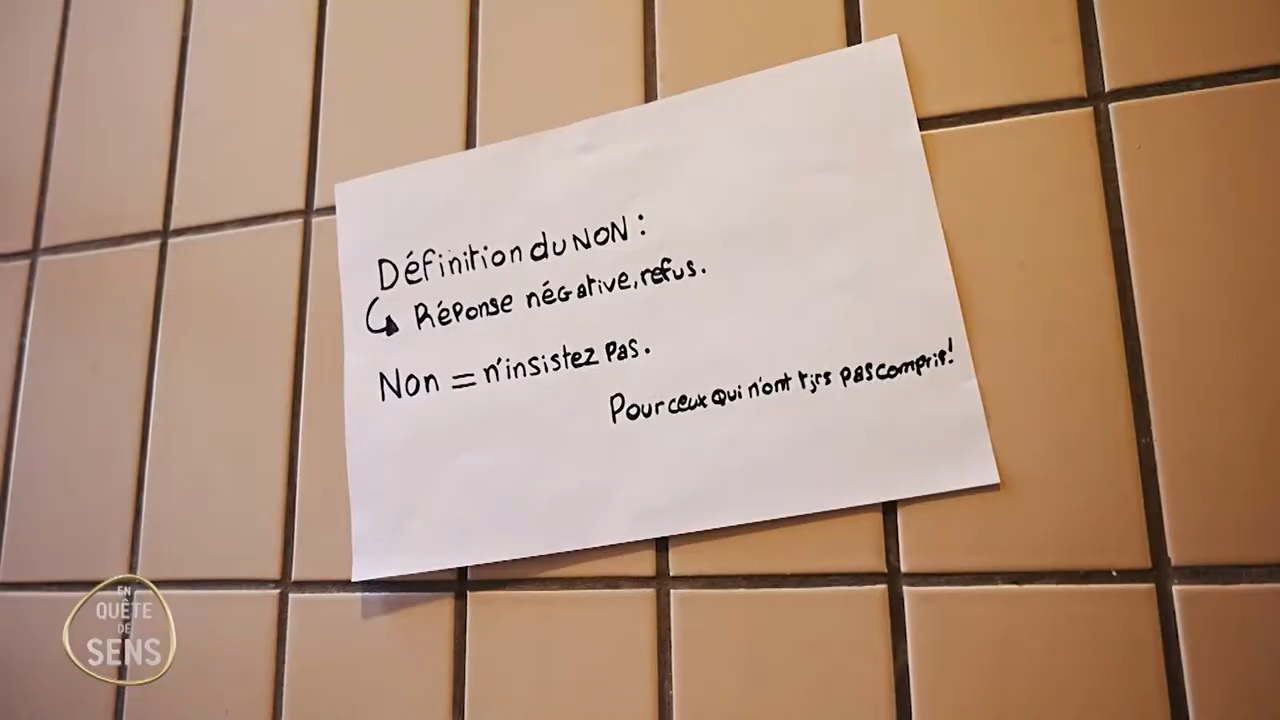 Définition du NON :
Réponse négative, refus.
Non = n'insistez pas.
Pour ceux qui n'ont tjrs pas compris!
EN
QUÊTE
DE
SENS